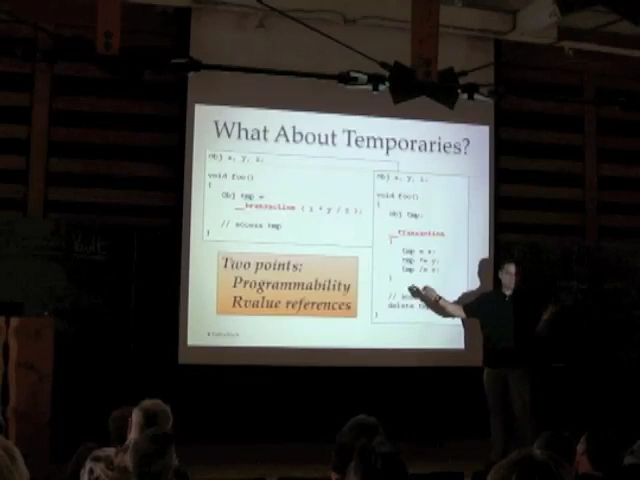 What About Temporaries?
Obj x, y, z;
void foo()
{
Obj tmp =
__transaction ( x * y / z );
// access tmp
}
Obj x, y, z;
void foo()
{
Obj tmp;
__transaction
{
tmp = x;
tmp *= y;
tmp /= z;
}
//
delete
}
Two points:
Programmability
Rvalue references